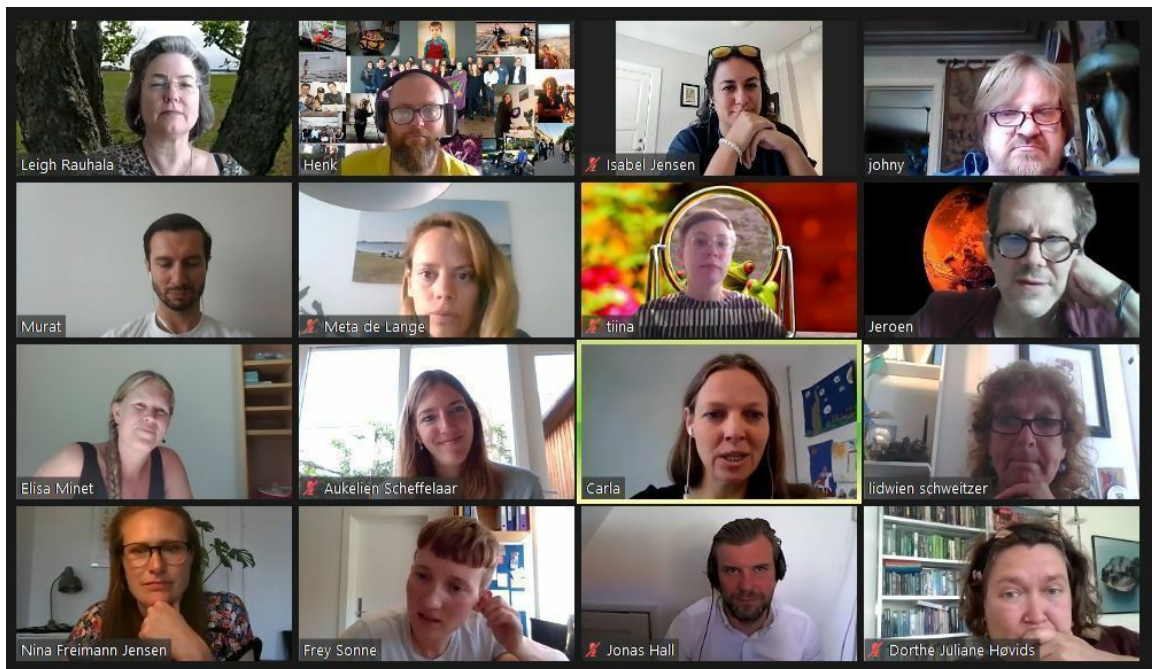 Leigh Rauhala
Henk
Isabel Jensen
johny
Murat
Meta de Lange
tiina
Jeroen
Elisa Minet
Aukelien Scheffelaar
Carla
lidwien schweitzer
Nina Freimann Jensen
Frey Sonne
Jonas Hall
Dorthe Juliane Høvids